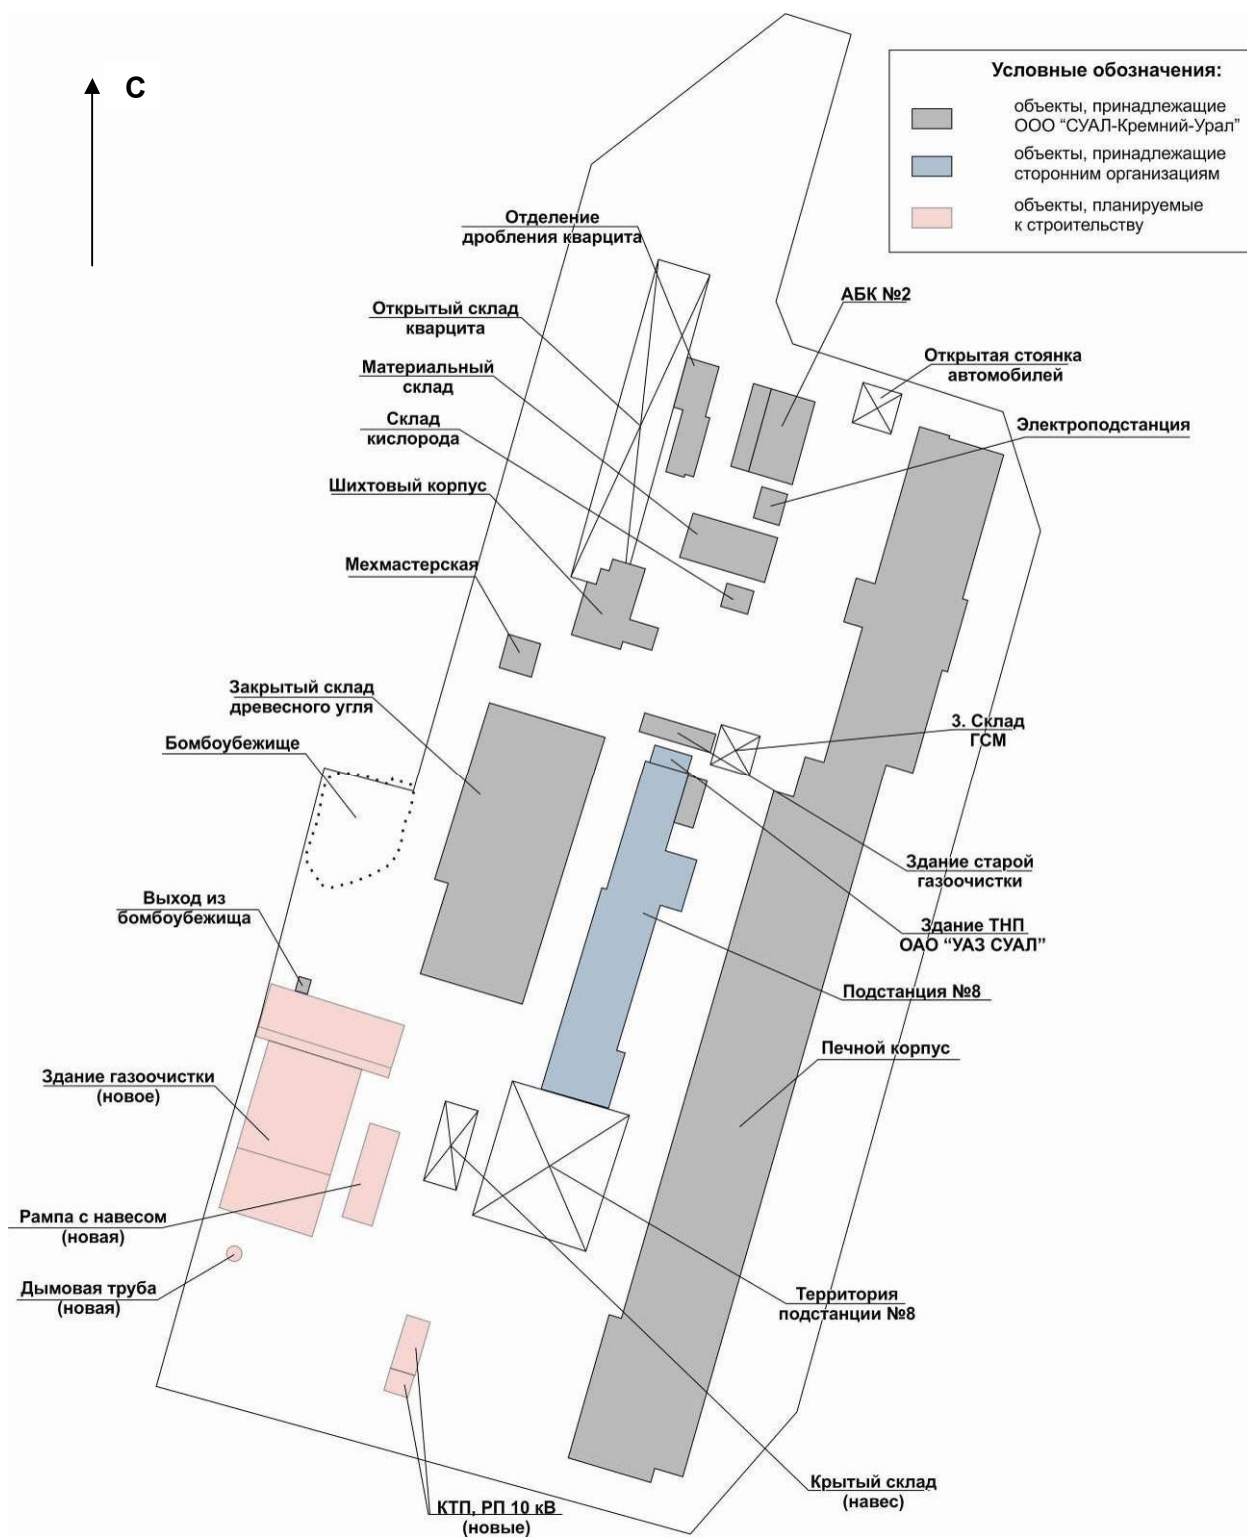 С
Условные обозначения:
объекты, принадлежащие
ООО “СУАЛ-Кремний-Урал”
объекты, принадлежащие
сторонним организациям
объекты, планируемые
к строительству
Отделение
дробления кварцита
АБК №2
Открытый склад
кварцита
Открытая стоянка
автомобилей
Материальный
склад
Склад
кислорода
Электроподстанция
Шихтовый корпус
Мехмастерская
Закрытый склад
древесного угля
3. Склад
ГСМ
Бомбоубежище
Здание старой
газоочистки
Выход из
бомбоубежища
Здание ТНП
ОАО “УАЗ СУАЛ”
Подстанция №8
Печной корпус
Здание газоочистки
(новое)
Рампа с навесом
(новая)
Дымовая труба
(новая)
Территория
подстанции №8
Крытый склад
(навес)
КТП, РП 10 кВ
(новые)